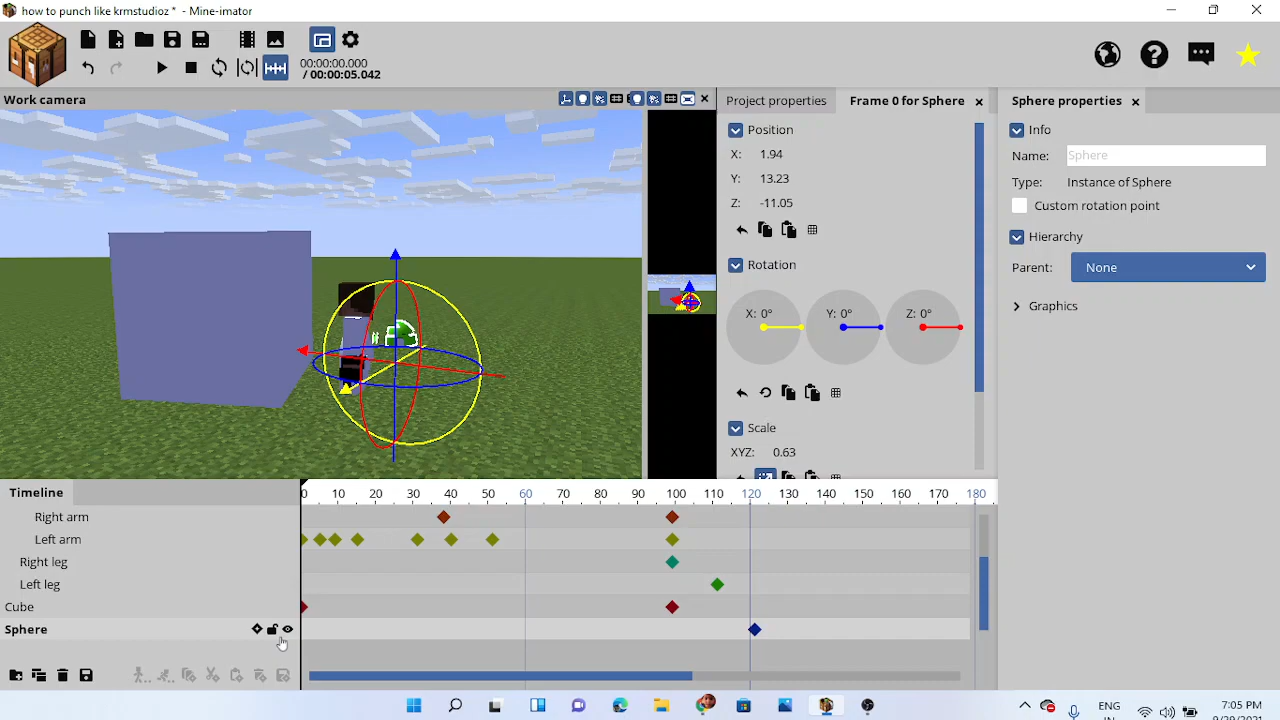 how to punch like krmstudioz * - Mine-imator
00:00:00.000
/ 00:00:05.042
Work camera
Project properties
Frame 0 for Sphere
Sphere properties
Position
X: 1.94
Y: 13.23
Z: -11.05
Rotation
X: 0°
Y: 0°
Z: 0°
Scale
XYZ: 0.63
Info
Name: Sphere
Type: Instance of Sphere
Custom rotation point
Hierarchy
Parent: None
Graphics
Timeline
0 10 20 30 40 50 60 70 80 90 100 110 120 130 140 150 160 170 180
Right arm
Left arm
Right leg
Left leg
Cube
Sphere
ENG
7:05 PM